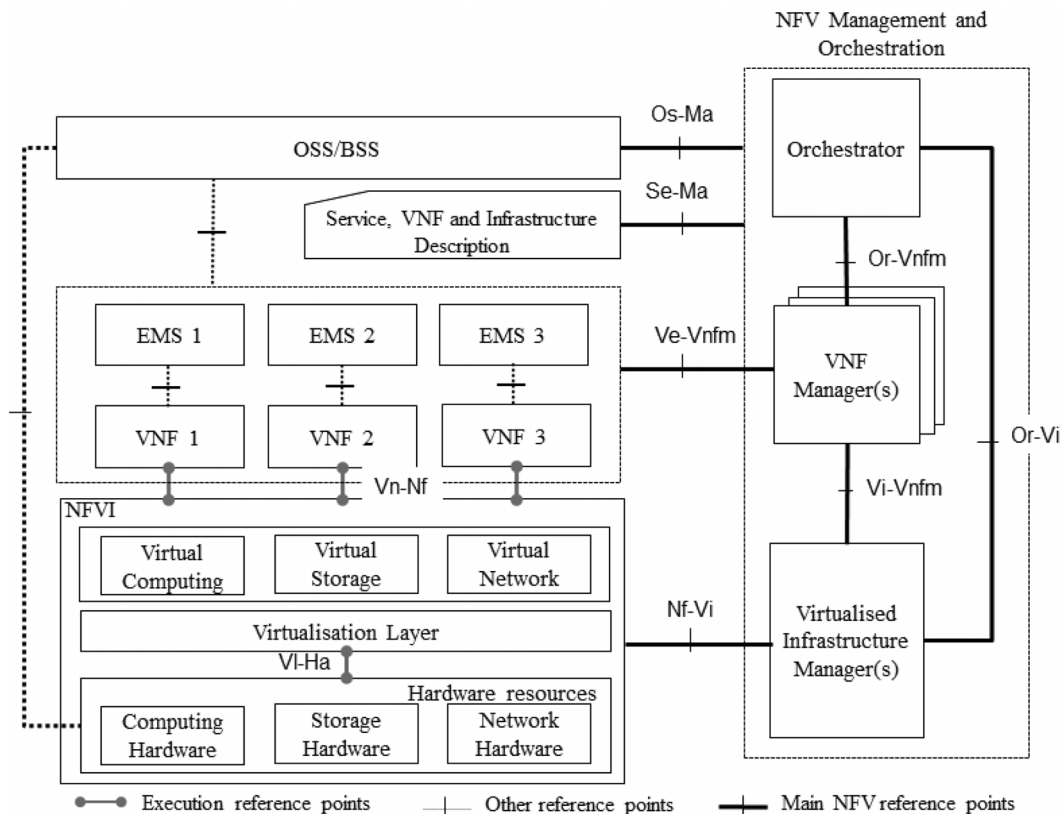 NFV Management and
Orchestration
Os-Ma
OSS/BSS
Orchestrator
Se-Ma
Service, VNF and Infrastructure
Description
Or-Vnfm
EMS 1
EMS 2
EMS 3
Ve-Vnfm
VNF
Manager(s)
VNF 1
VNF 2
VNF 3
Or-Vi
Vn-Nf
Vi-Vnfm
NFVI
Virtual
Computing
Virtual
Storage
Virtual
Network
Nf-Vi
Virtualised
Infrastructure
Manager(s)
Virtualisation Layer
Vl-Ha
Hardware resources
Computing
Hardware
Storage
Hardware
Network
Hardware
Execution reference points
Other reference points
Main NFV reference points